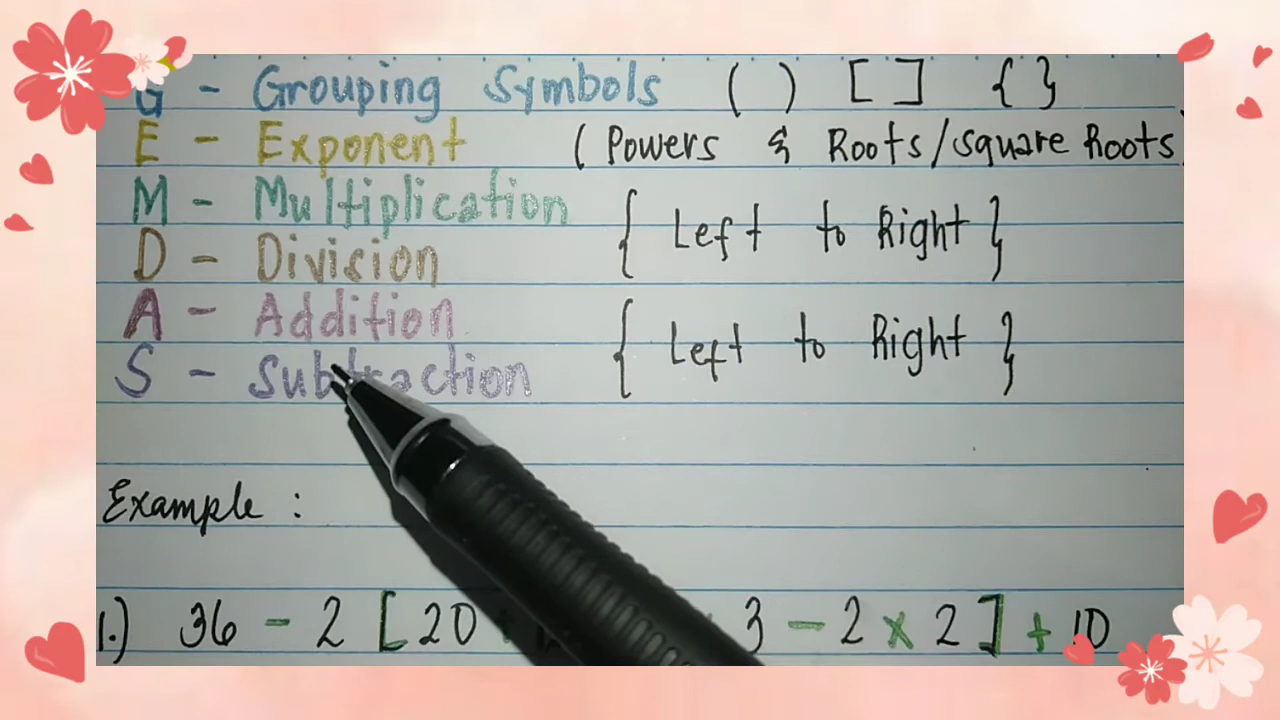 G - Grouping Symbols ( ) [ ] { }
E - Exponent ( Powers & Roots/square Roots
M - Multiplication
{ Left to Right }
D - Division
A - Addition
{ Left to Right }
S - Subtraction
Example :
1.) 36 - 2 [ 20 3 - 2 x 2 ] + 10